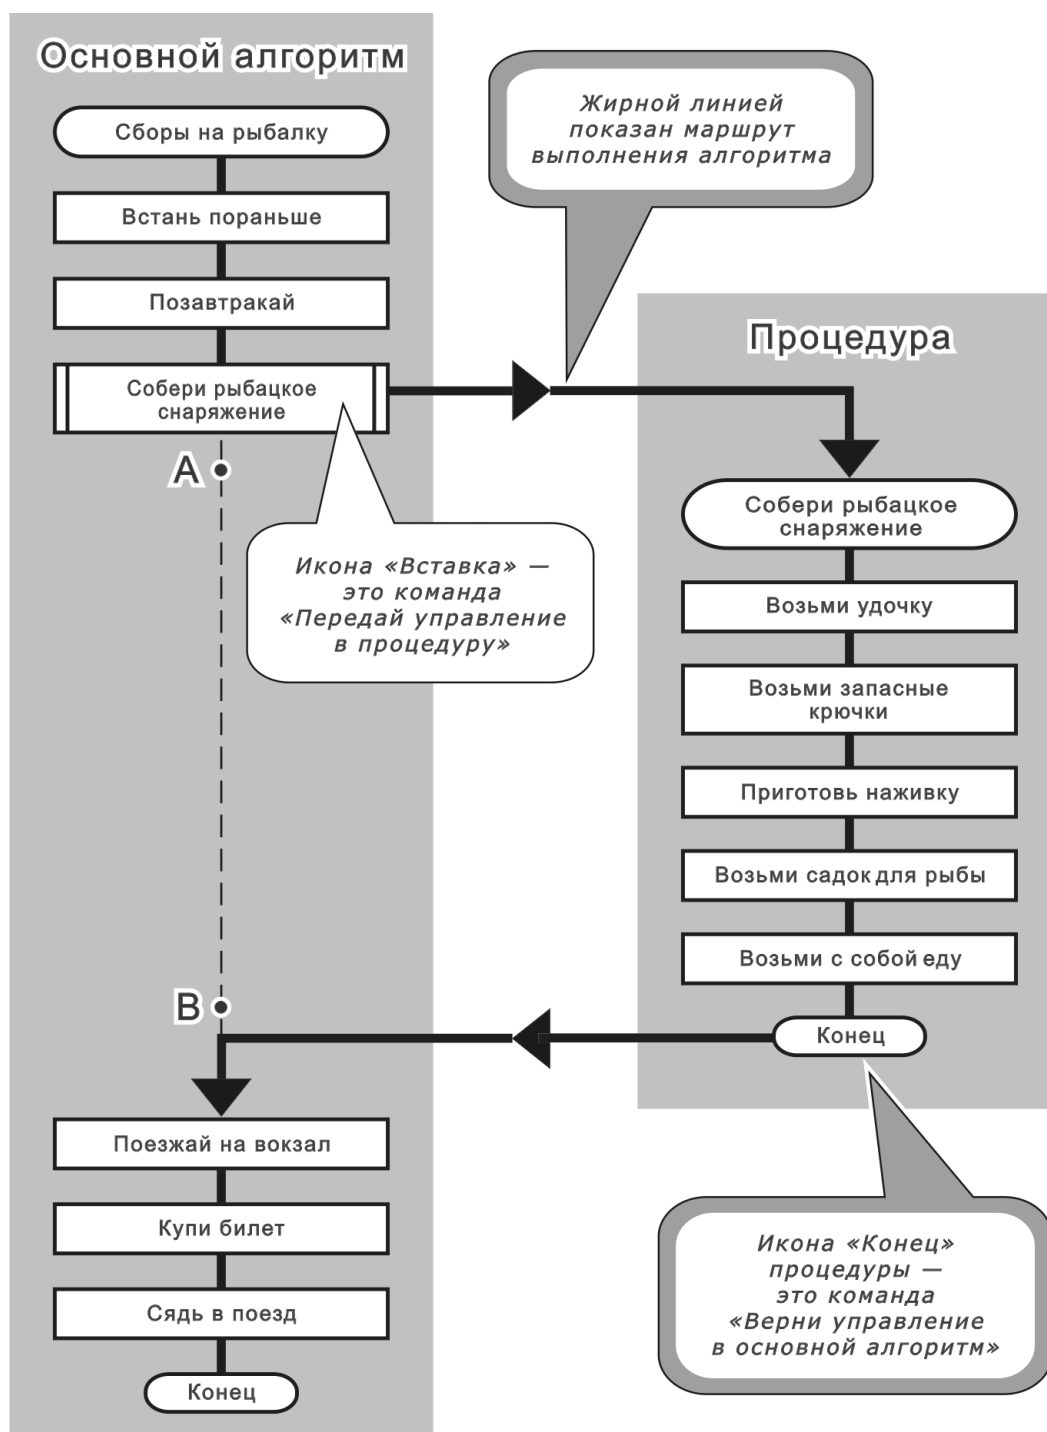 Основной алгоритм
Сборы на рыбалку
Встань пораньше
Позавтракай
Собери рыбацкое
снаряжение
A
Икона «Вставка» —
это команда
«Передай управление
в процедуру»
B
Поезжай на вокзал
Купи билет
Сядь в поезд
Конец
Жирной линией
показан маршрут
выполнения алгоритма
Процедура
Собери рыбацкое
снаряжение
Возьми удочку
Возьми запасные
крючки
Приготовь наживку
Возьми садок для рыбы
Возьми с собой еду
Конец
Икона «Конец»
процедуры —
это команда
«Верни управление
в основной алгоритм»